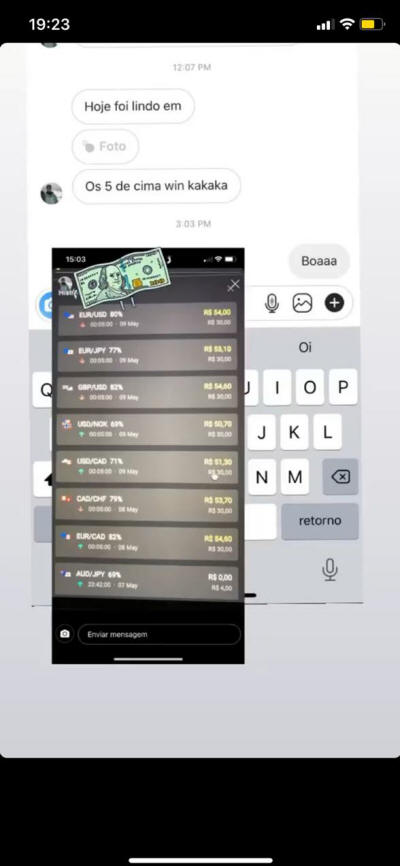 19:23
12:07 PM
Hoje foi lindo em
Foto
Os 5 de cima win kakaka
3:03 PM
Boaaa
Oi
Q
U I O P
J K L
N M
retorno
15:03
EUR/USD 80% R$ 54,00
00:05:00 · 09 May R$ 30,00
EUR/JPY 77% R$ 53,10
00:05:00 · 09 May R$ 30,00
GBP/USD 82% R$ 54,60
00:05:00 · 09 May R$ 30,00
USD/NOK 69% R$ 50,70
00:05:00 · 09 May R$ 30,00
USD/CAD 71% R$ 51,30
00:05:00 · 09 May R$ 30,00
CAD/CHF 79% R$ 53,70
00:05:00 · 08 May R$ 30,00
EUR/CAD 82% R$ 54,60
00:05:00 · 08 May R$ 30,00
AUD/JPY 69% R$ 0,00
23:42:00 · 07 May R$ 4,00
Enviar mensagem